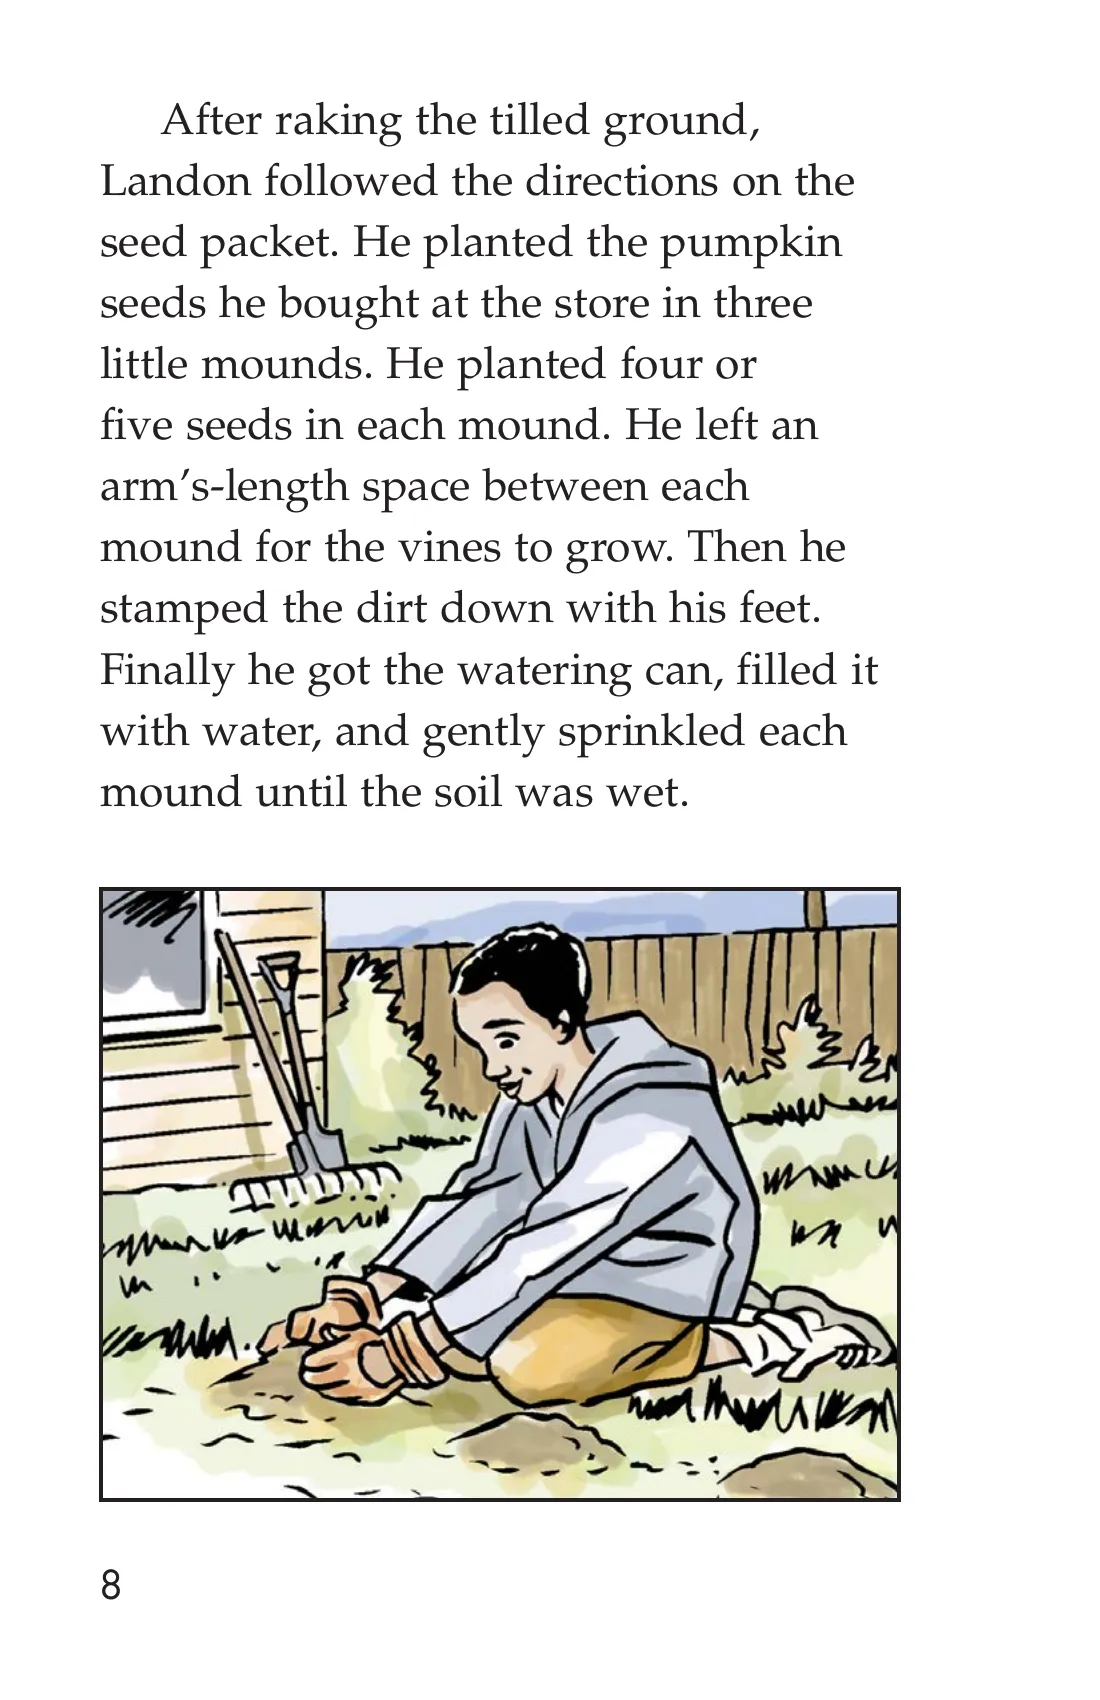 After raking the tilled ground,
Landon followed the directions on the
seed packet. He planted the pumpkin
seeds he bought at the store in three
little mounds. He planted four or
five seeds in each mound. He left an
arm’s-length space between each
mound for the vines to grow. Then he
stamped the dirt down with his feet.
Finally he got the watering can, filled it
with water, and gently sprinkled each
mound until the soil was wet.
8